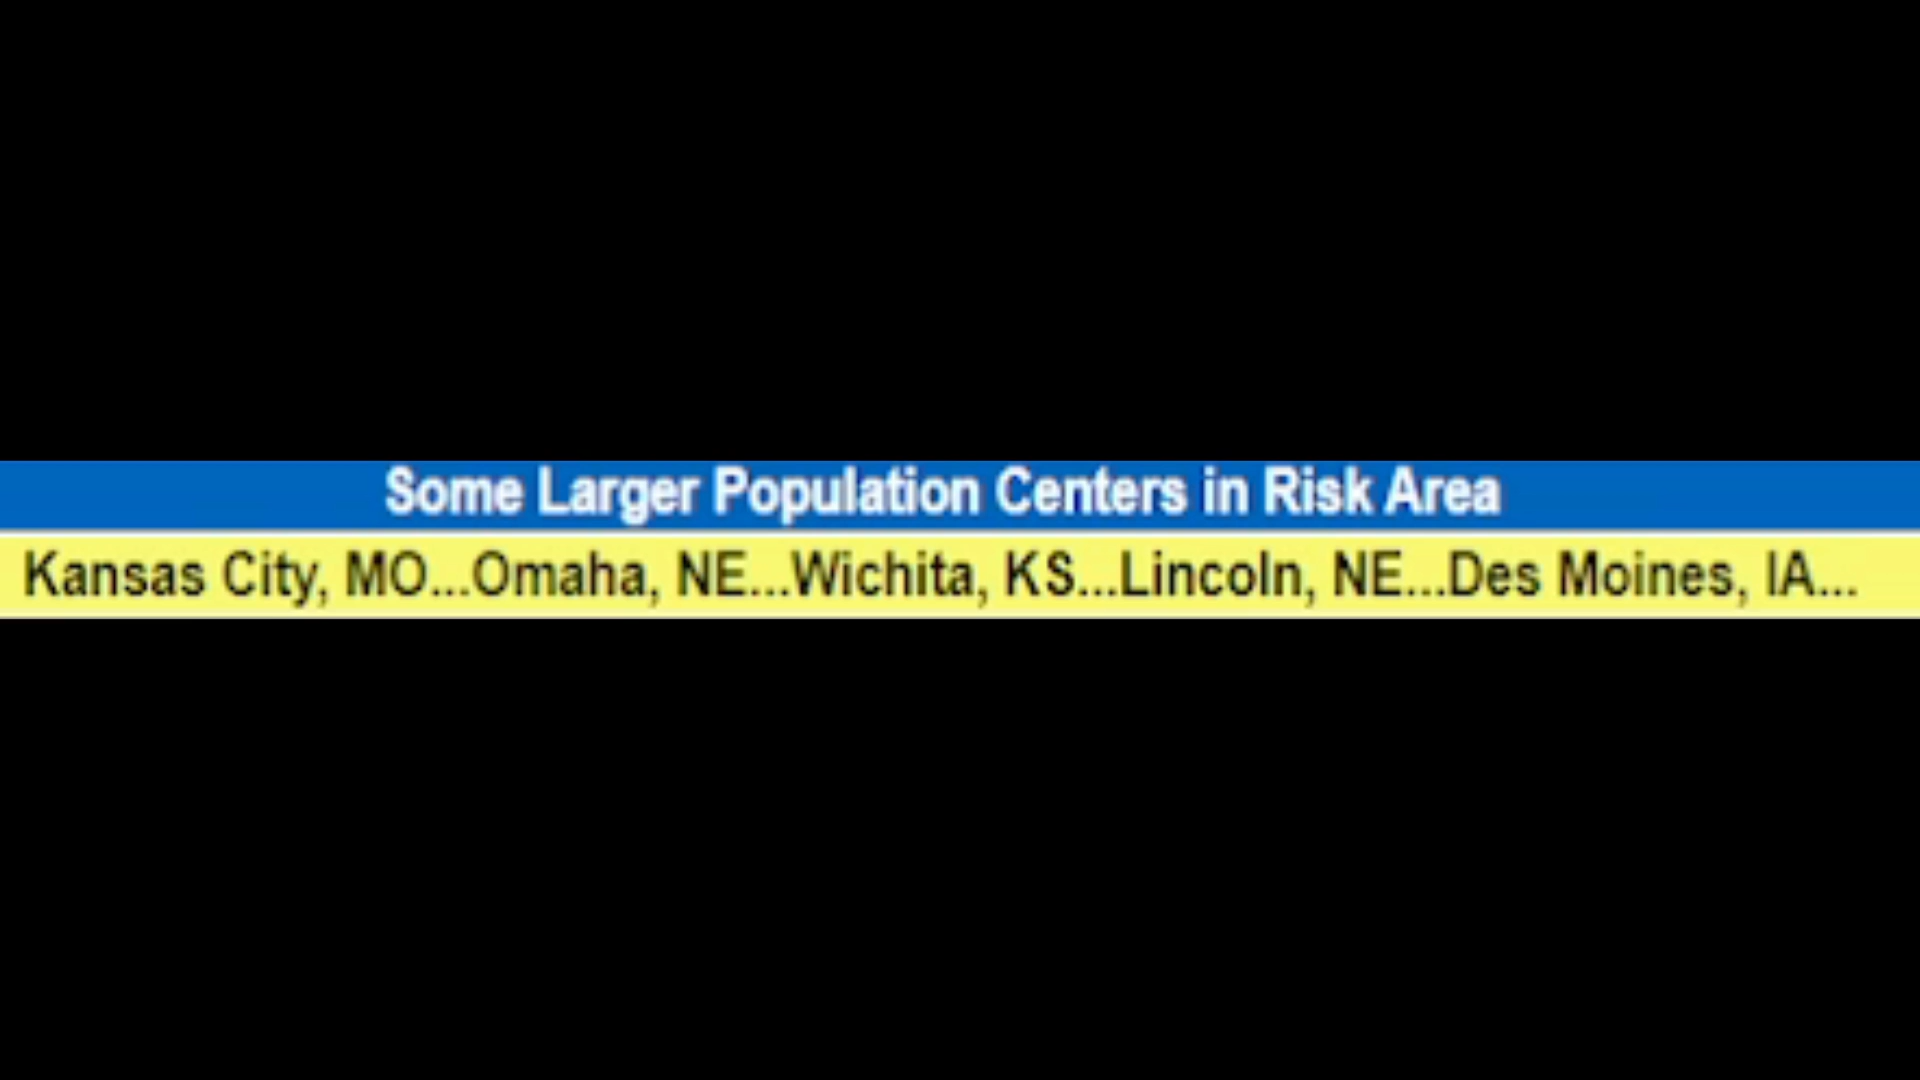 Some Larger Population Centers in Risk Area
Kansas City, MO...Omaha, NE...Wichita, KS...Lincoln, NE...Des Moines, IA...